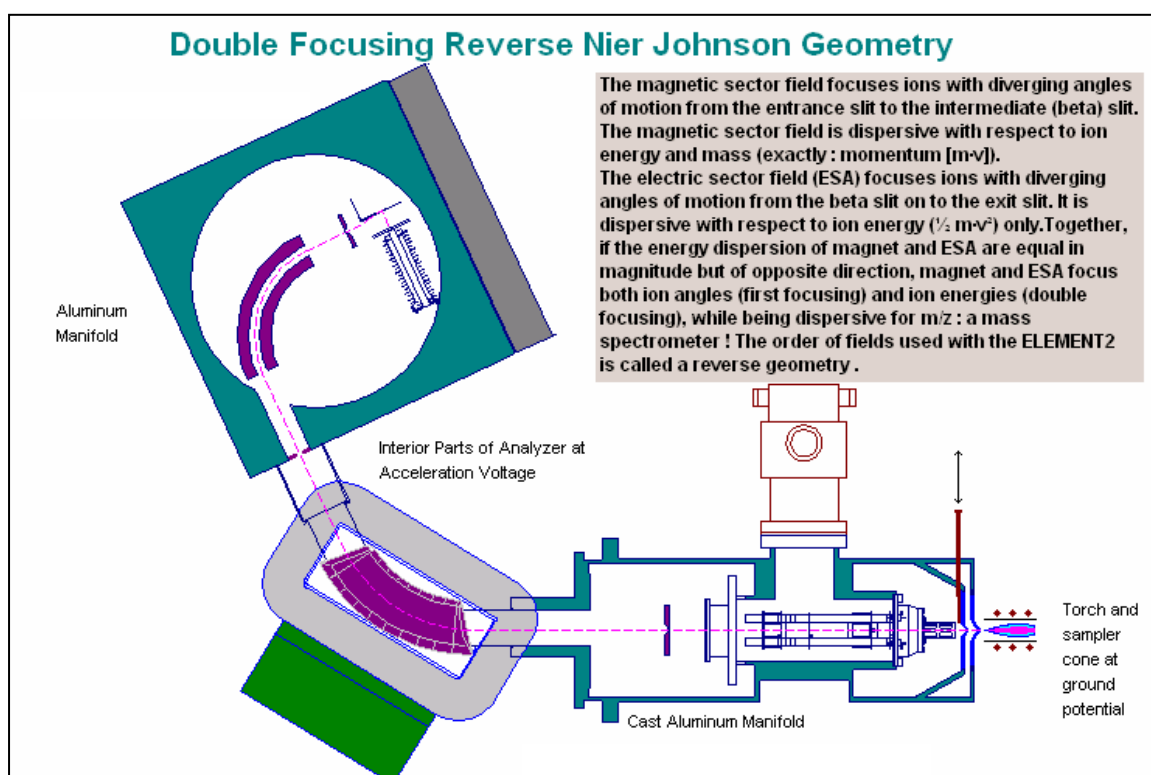 Double Focusing Reverse Nier Johnson Geometry
The magnetic sector field focuses ions with diverging angles
of motion from the entrance slit to the intermediate (beta) slit.
The magnetic sector field is dispersive with respect to ion
energy and mass (exactly : momentum [m·v]).
The electric sector field (ESA) focuses ions with diverging
angles of motion from the beta slit on to the exit slit. It is
dispersive with respect to ion energy (½ m·v²) only.Together,
if the energy dispersion of magnet and ESA are equal in
magnitude but of opposite direction, magnet and ESA focus
both ion angles (first focusing) and ion energies (double
focusing), while being dispersive for m/z : a mass
spectrometer ! The order of fields used with the ELEMENT2
is called a reverse geometry .
Aluminum
Manifold
Interior Parts of Analyzer at
Acceleration Voltage
Torch and
sampler
cone at
ground
potential
Cast Aluminum Manifold